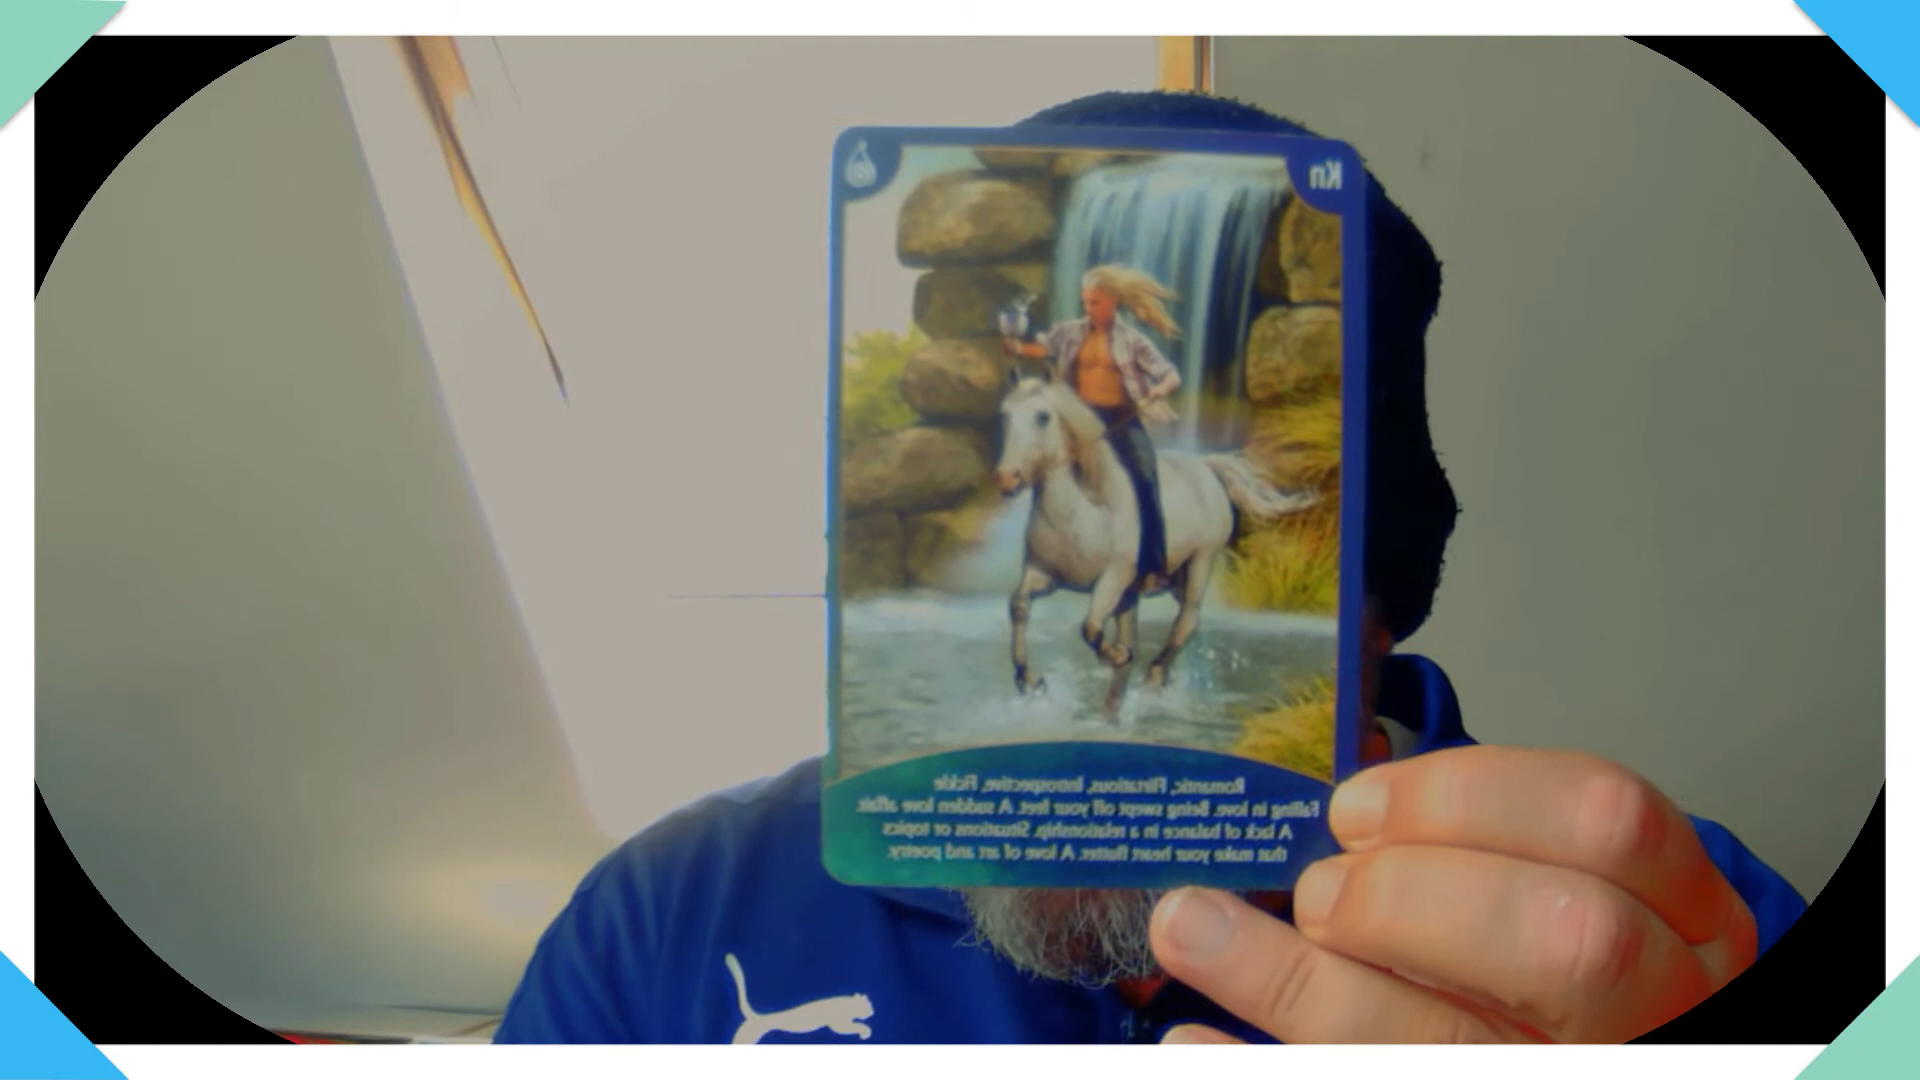 Kn
Romantic, Flirtatious, Introspective, Fickle
Falling in love. Being swept off your feet. A sudden love affair.
A lack of balance in a relationship. Situations or topics
that make your heart flutter. A love of art and poetry.